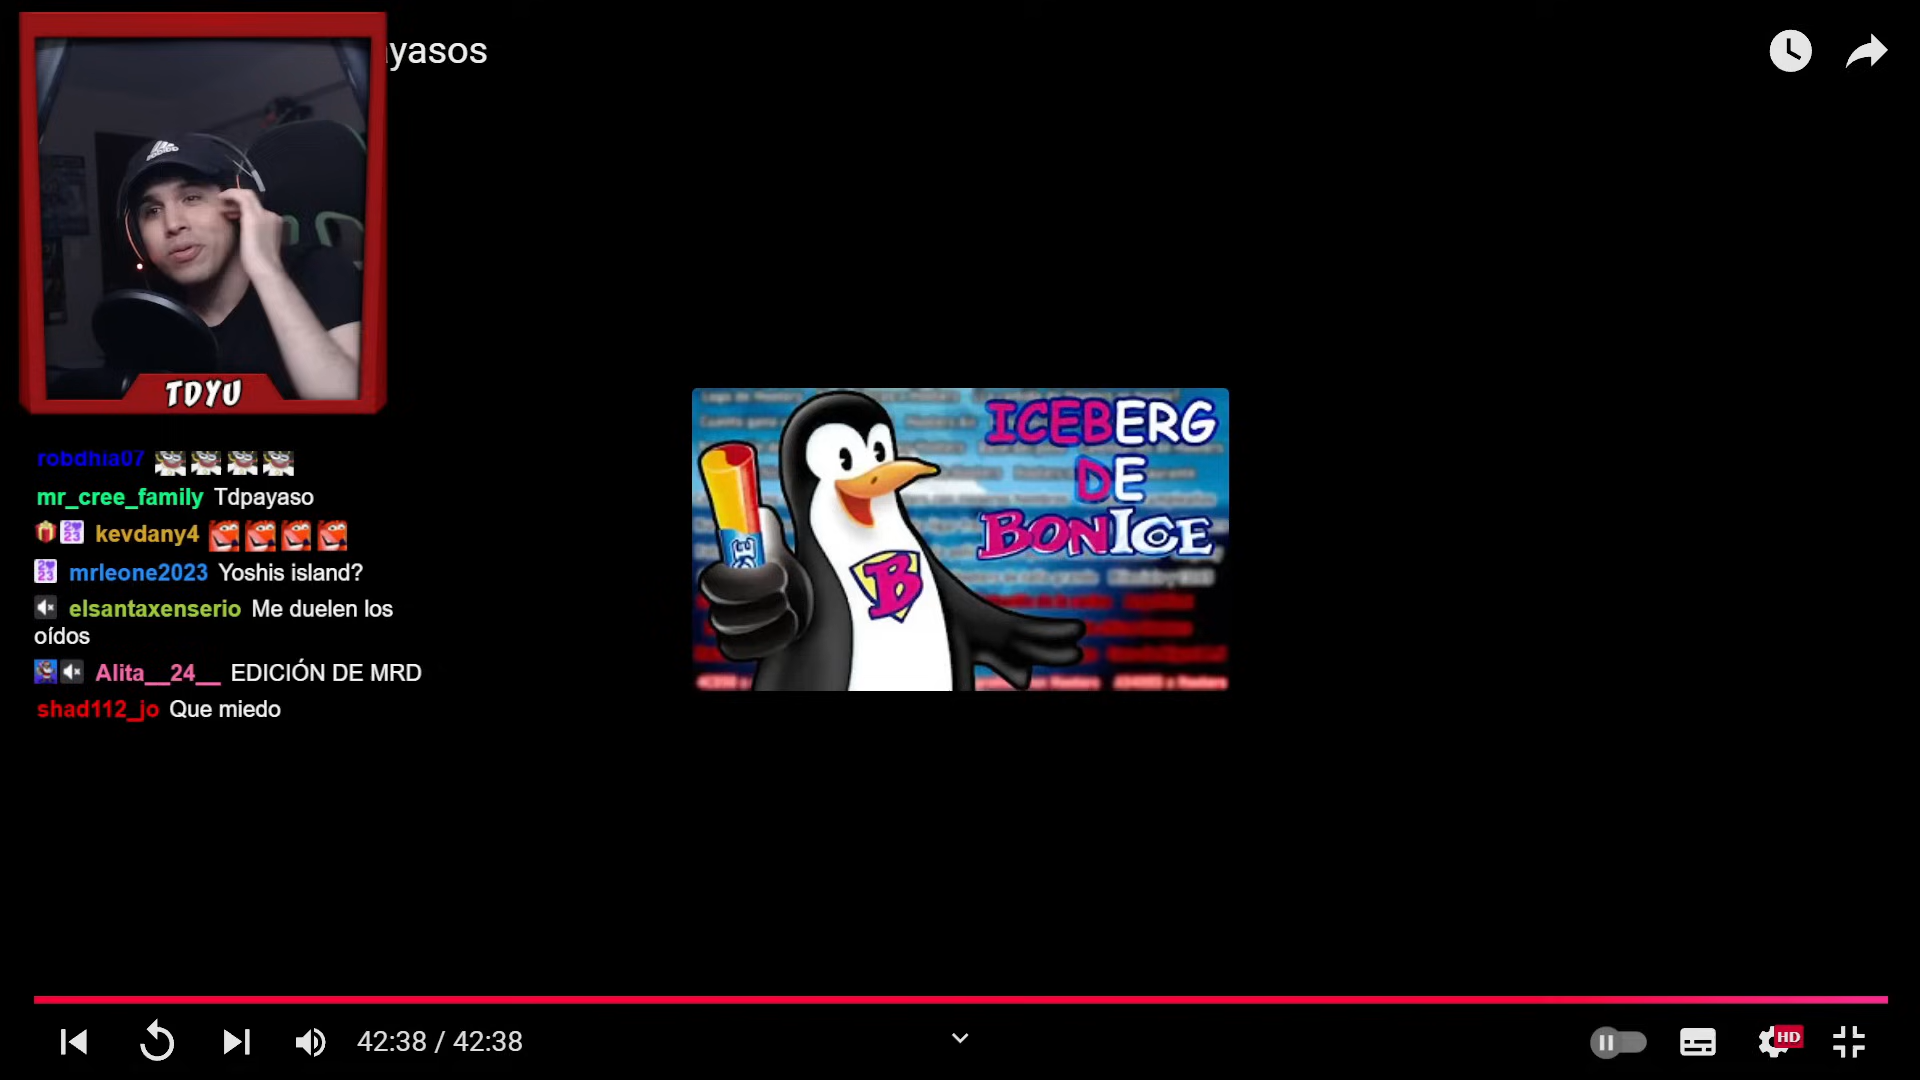 yasos
adidas
TDYU
robdhia07
mr_cree_family Tdpayaso
kevdany4
mrleone2023 Yoshis island?
elsantaxenserio Me duelen los
oídos
Alita__24__ EDICIÓN DE MRD
shad112_jo Que miedo
ICEBERG
DE
BONICE
B
42:38 / 42:38
HD